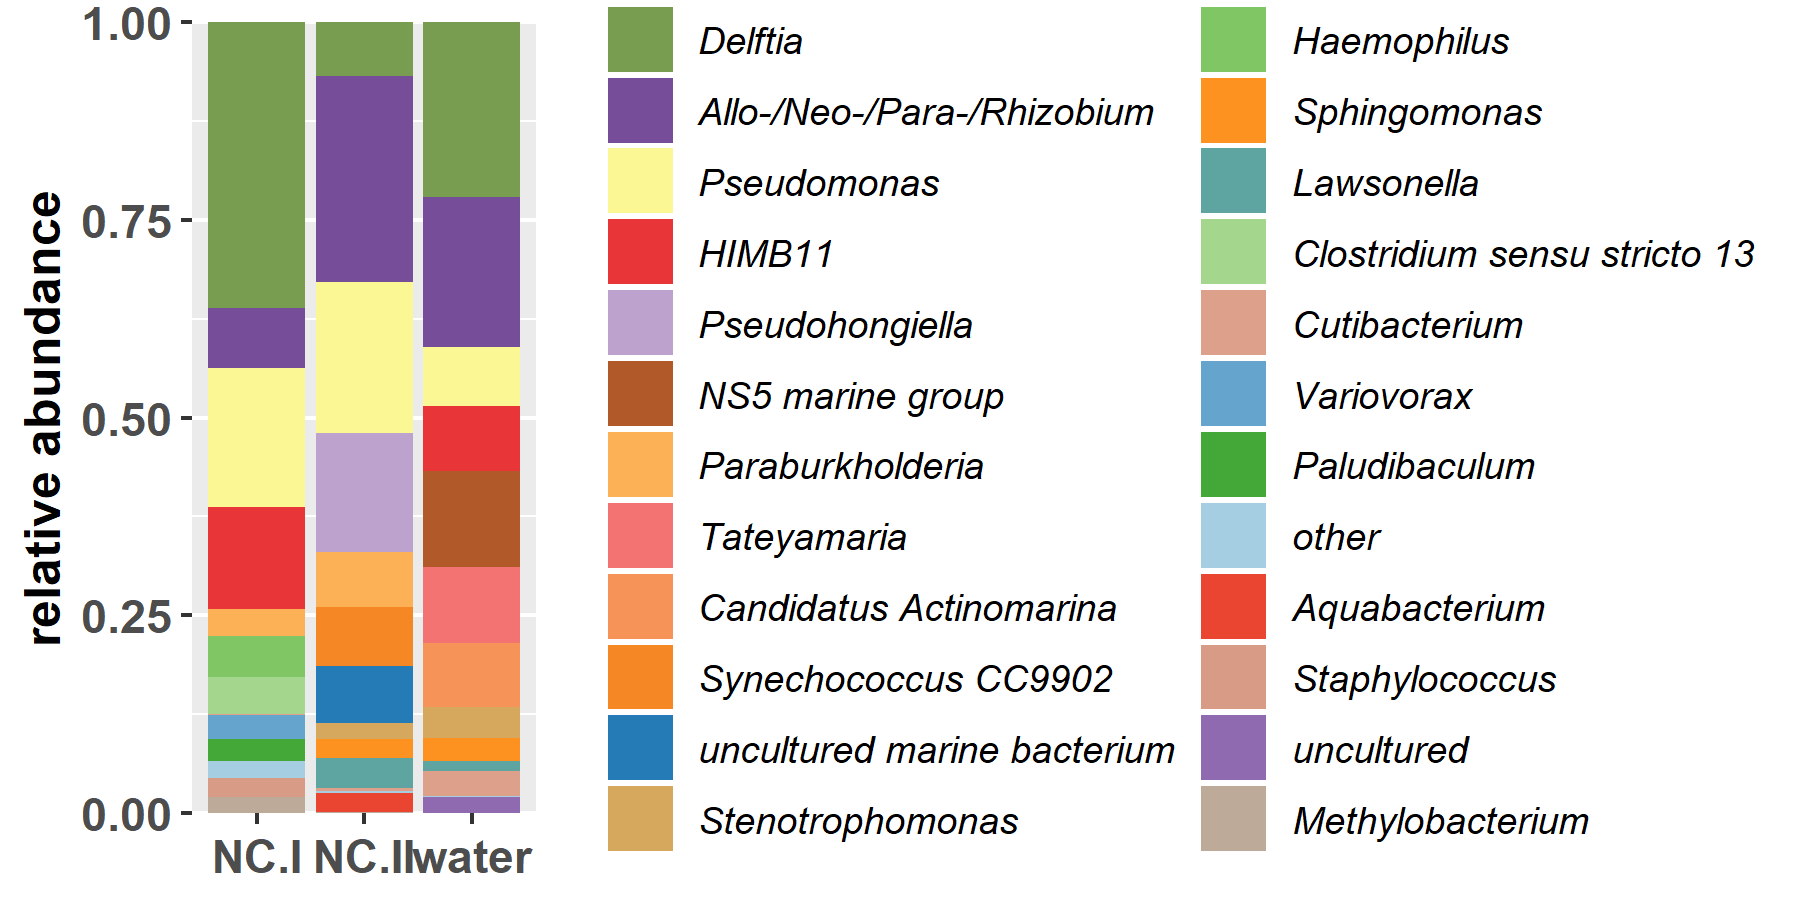 relative abundance
1.00
0.75
0.50
0.25
0.00
NC.I
NC.II
water
Delftia
Allo-/Neo-/Para-/Rhizobium
Pseudomonas
HIMB11
Pseudohongiella
NS5 marine group
Paraburkholderia
Tateyamaria
Candidatus Actinomarina
Synechococcus CC9902
uncultured marine bacterium
Stenotrophomonas
Haemophilus
Sphingomonas
Lawsonella
Clostridium sensu stricto 13
Cutibacterium
Variovorax
Paludibaculum
other
Aquabacterium
Staphylococcus
uncultured
Methylobacterium